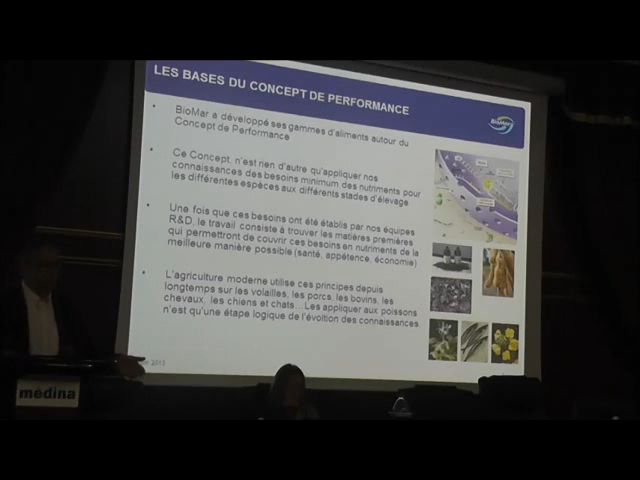 LES BASES DU CONCEPT DE PERFORMANCE
BioMar
• BioMar a développé ses gammes d'aliments autour du
Concept de Performance
• Ce Concept, n'est rien d'autre qu'appliquer nos
connaissances des besoins minimum des nutriments pour
les différentes espèces aux différents stades d'élevage
• Une fois que ces besoins ont été établis par nos équipes
R&D, le travail consiste à trouver les matières premières
qui permettront de couvrir ces besoins en nutriments de la
meilleure manière possible (santé, appétence, économie)
• L'agriculture moderne utilise ces principes depuis
longtemps sur les volailles, les porcs, les bovins, les
chevaux, les chiens et chats... Les appliquer aux poissons
n'est qu'une étape logique de l'évoltion des connaissances
2013
médina